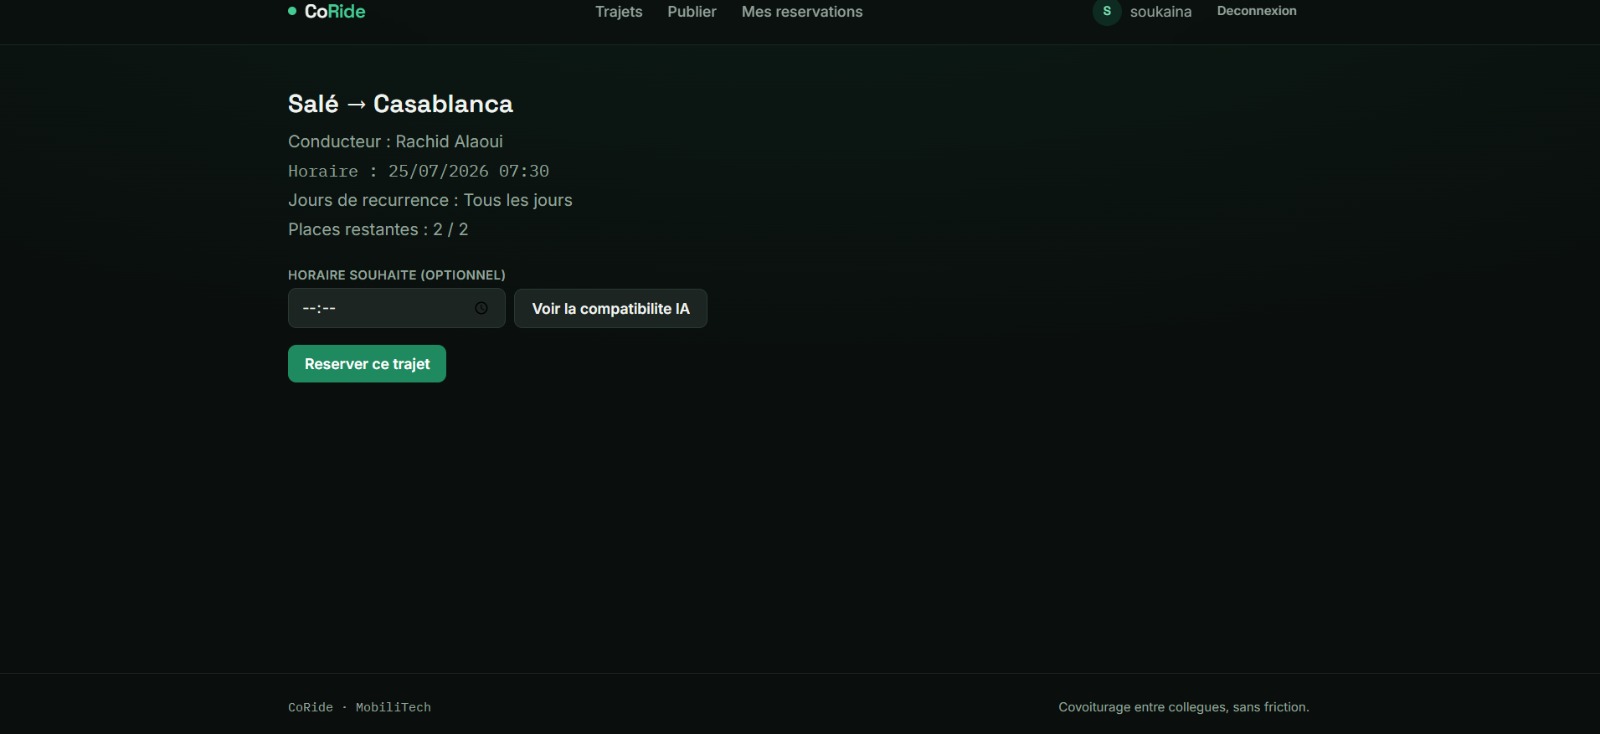 CoRide Trajets Publier Mes reservations S soukaina Deconnexion
Salé → Casablanca
Conducteur : Rachid Alaoui
Horaire : 25/07/2026 07:30
Jours de recurrence : Tous les jours
Places restantes : 2 / 2
HORAIRE SOUHAITE (OPTIONNEL)
--:-- Voir la compatibilite IA
Reserver ce trajet
CoRide · MobiliTech Covoiturage entre collegues, sans friction.